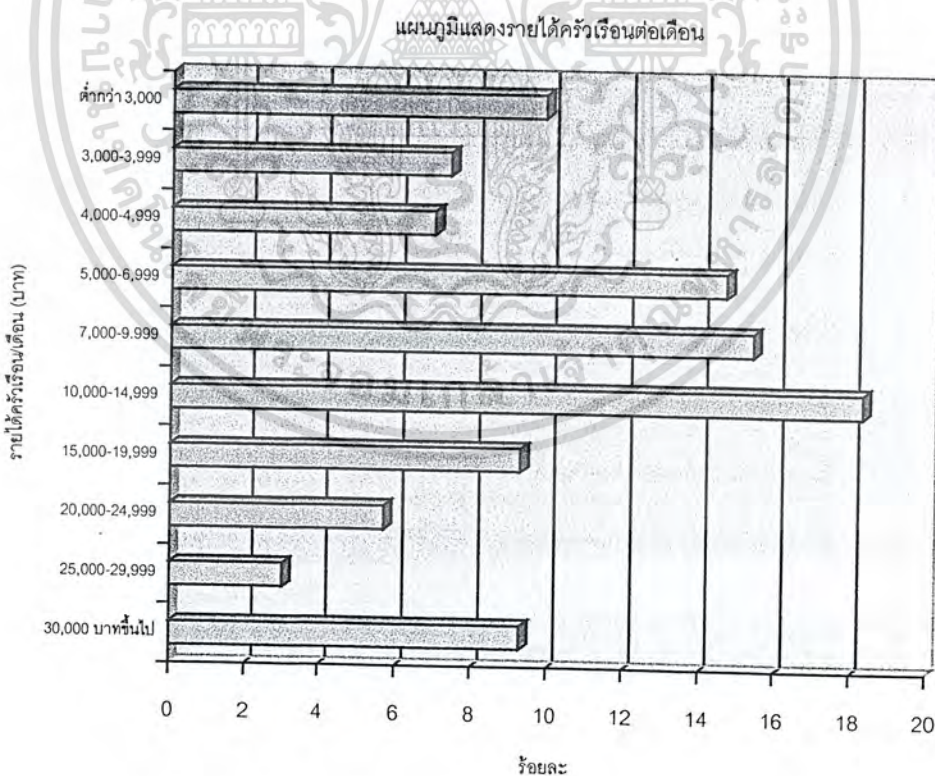 แผนภูมิแสดงรายได้ครัวเรือนต่อเดือน
รายได้ครัวเรือน/เดือน (บาท)
ต่ำกว่า 3,000
3,000-3,999
4,000-4,999
5,000-6,999
7,000-9.999
10,000-14,999
15,000-19,999
20,000-24,999
25,000-29,999
30,000 บาทขึ้นไป
0 2 4 6 8 10 12 14 16 18 20
ร้อยละ